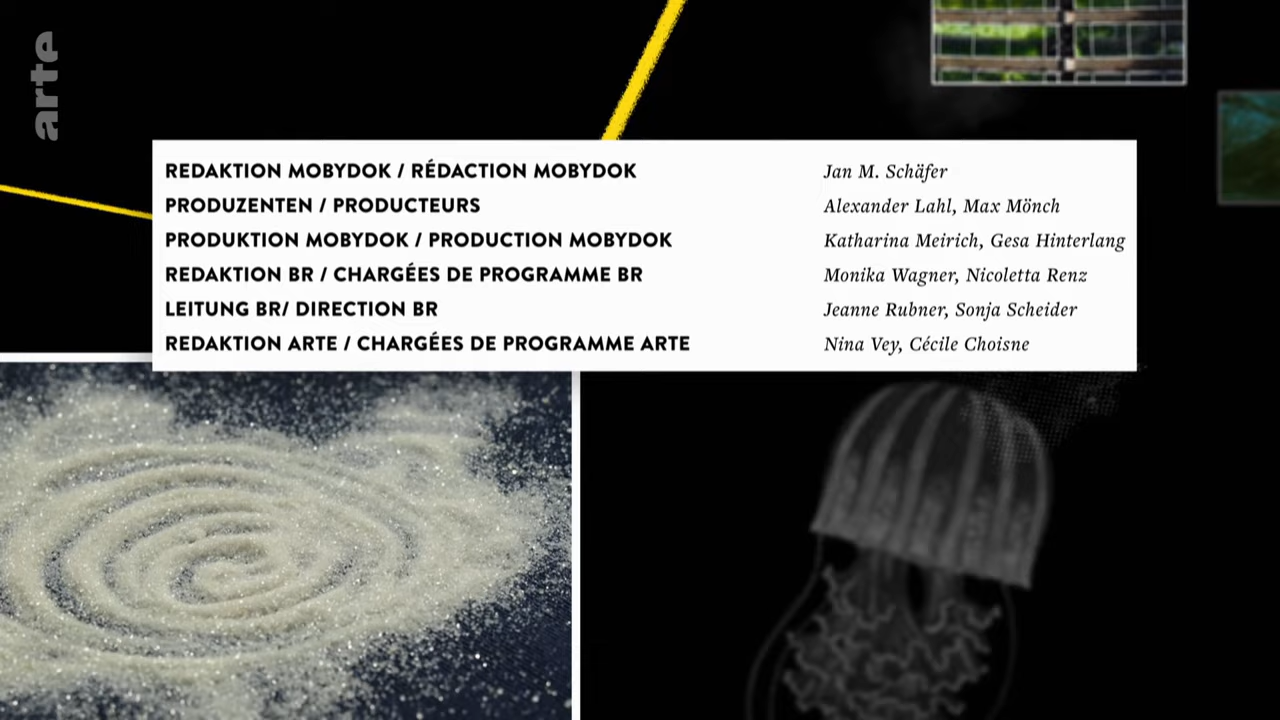 arte
REDAKTION MOBYDOK / RÉDACTION MOBYDOK Jan M. Schäfer
PRODUZENTEN / PRODUCTEURS Alexander Lahl, Max Mönch
PRODUKTION MOBYDOK / PRODUCTION MOBYDOK Katharina Meirich, Gesa Hinterlang
REDAKTION BR / CHARGÉES DE PROGRAMME BR Monika Wagner, Nicoletta Renz
LEITUNG BR/ DIRECTION BR Jeanne Rubner, Sonja Scheider
REDAKTION ARTE / CHARGÉES DE PROGRAMME ARTE Nina Vey, Cécile Choisne